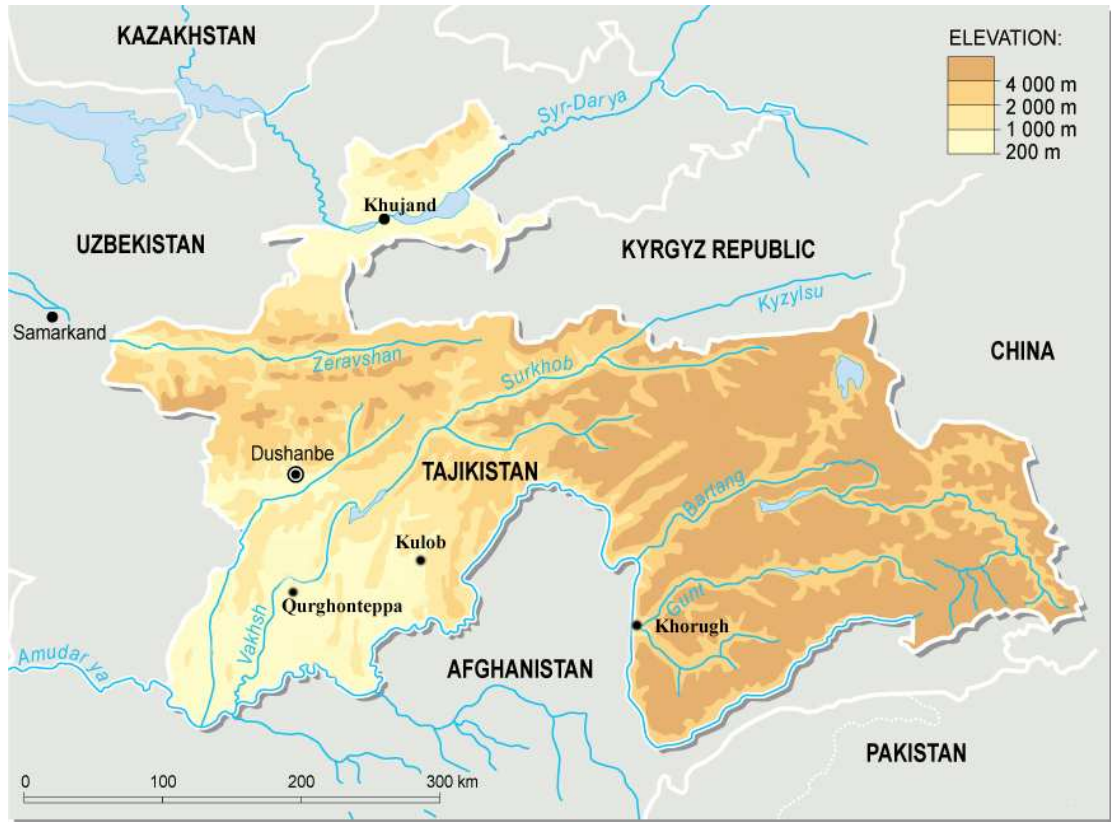 KAZAKHSTAN
ELEVATION:
4 000 m
2 000 m
1 000 m
200 m
Syr-Darya
Khujand
UZBEKISTAN
KYRGYZ REPUBLIC
Kyzylsu
Samarkand
CHINA
Zeravshan
Surkhob
Dushanbe
TAJIKISTAN
Bartang
Kulob
Qurghonteppa
Gunt
Vakhsh
Khorugh
Amudar ya
AFGHANISTAN
PAKISTAN
0 100 200 300 km